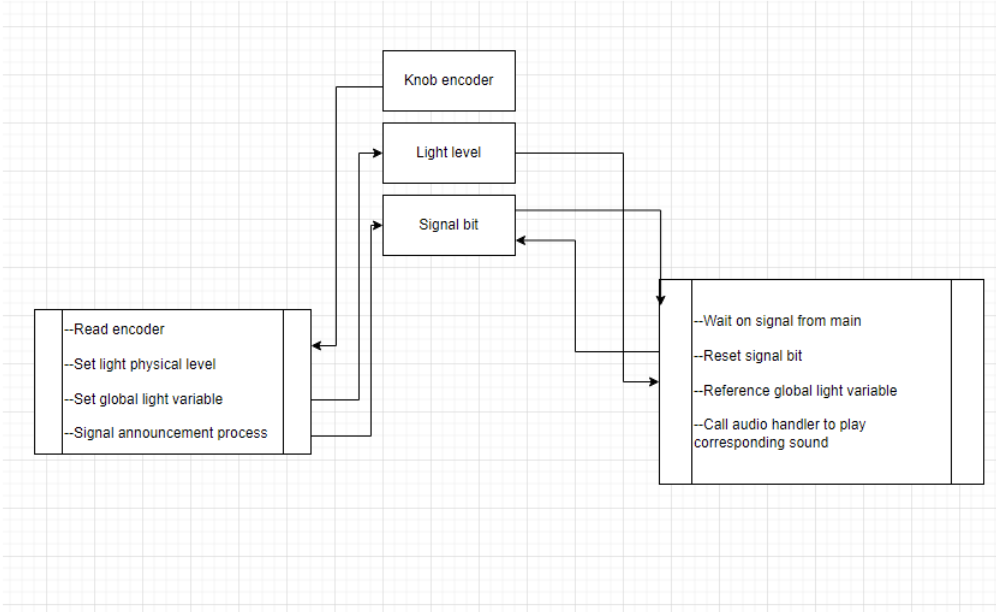 Knob encoder
Light level
Signal bit
--Read encoder
--Set light physical level
--Set global light variable
--Signal announcement process
--Wait on signal from main
--Reset signal bit
--Reference global light variable
--Call audio handler to play
corresponding sound